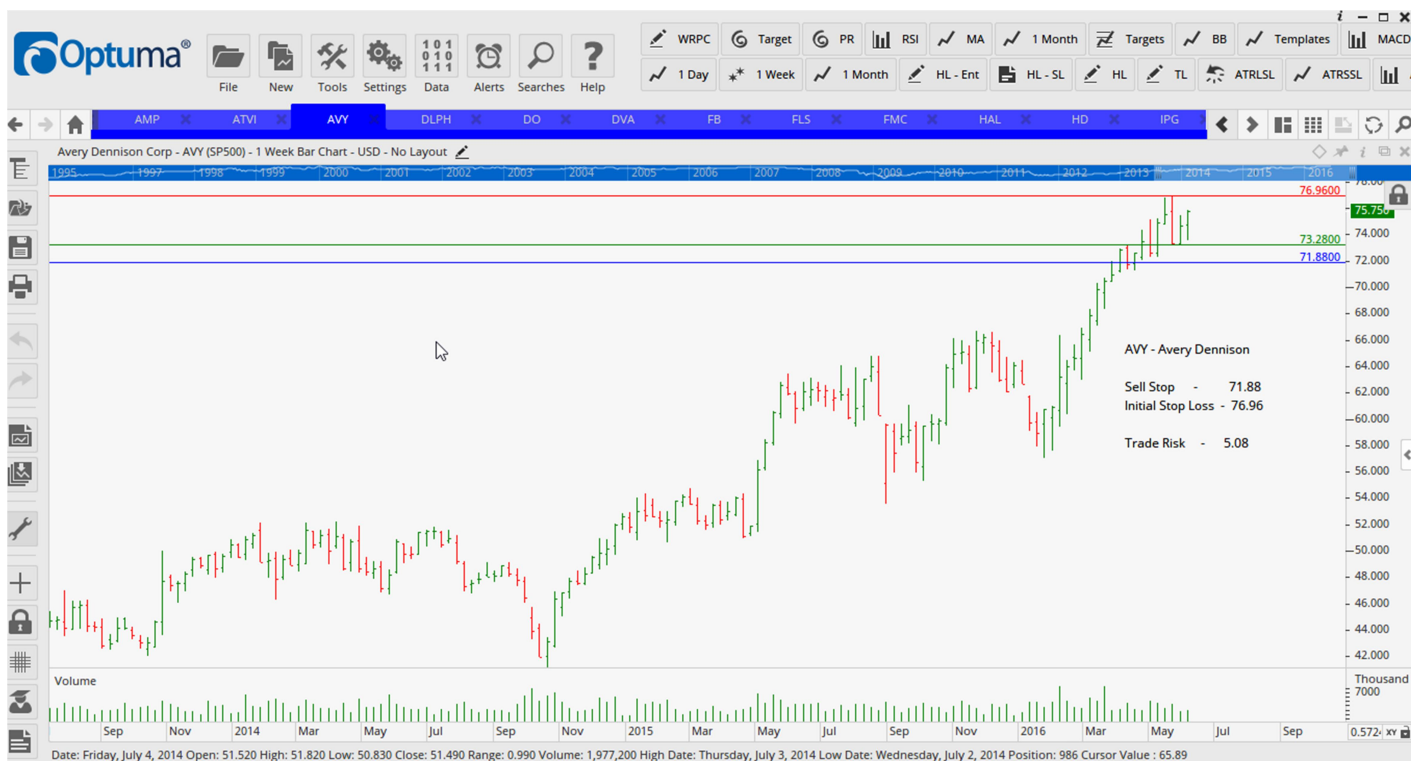 i
Optuma®
File New Tools Settings Data Alerts Searches Help
101
010
111
WRPC Target PR RSI MA 1 Month Targets BB Templates MACD
1 Day 1 Week 1 Month HL - Ent HL - SL HL TL ATRLSL ATRSSL
AMP ATVI AVY DLPH DO DVA FB FLS FMC HAL HD IPG
Avery Dennison Corp - AVY (SP500) - 1 Week Bar Chart - USD - No Layout
1995 1997 1998 1999 2000 2001 2002 2003 2004 2005 2006 2007 2008 2009 2010 2011 2012 2013 2014 2015 2016
76.9600
75.750
74.000
73.2800
72.000
71.8800
70.000
68.000
66.000
AVY - Avery Dennison
64.000
Sell Stop - 71.88
62.000
Initial Stop Loss - 76.96
60.000
Trade Risk - 5.08
58.000
56.000
54.000
52.000
50.000
48.000
46.000
44.000
42.000
Volume
Thousand
7000
Sep Nov 2014 Mar May Jul Sep Nov 2015 Mar May Jul Sep Nov 2016 Mar May Jul Sep
XY
Date: Friday, July 4, 2014 Open: 51.520 High: 51.820 Low: 50.830 Close: 51.490 Range: 0.990 Volume: 1,977,200 High Date: Thursday, July 3, 2014 Low Date: Wednesday, July 2, 2014 Position: 986 Cursor Value : 65.89